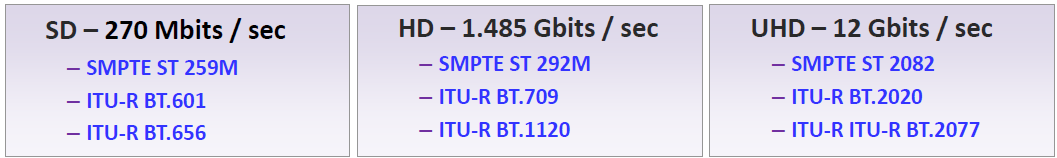 SD – 270 Mbits / sec
– SMPTE ST 259M
– ITU-R BT.601
– ITU-R BT.656
HD – 1.485 Gbits / sec
– SMPTE ST 292M
– ITU-R BT.709
– ITU-R BT.1120
UHD – 12 Gbits / sec
– SMPTE ST 2082
– ITU-R BT.2020
– ITU-R ITU-R BT.2077